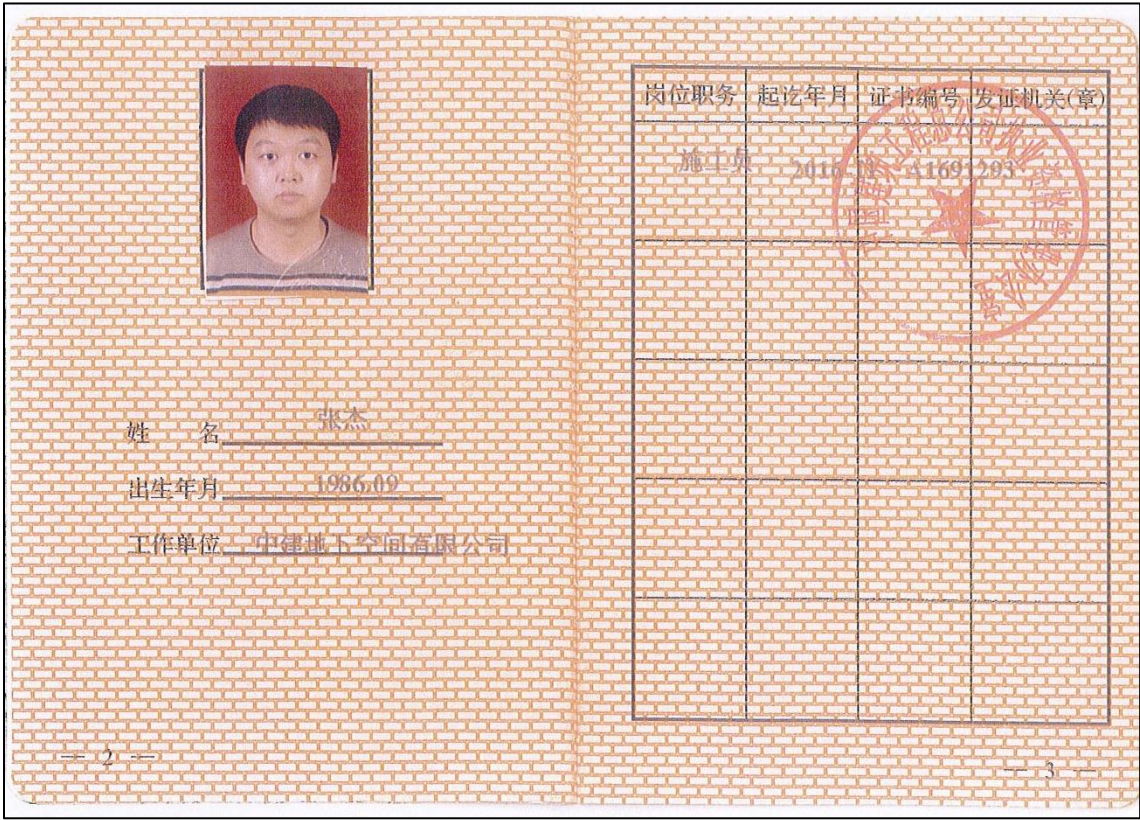 姓 名 张杰
出生年月 1986.09
工作单位 中建地下空间有限公司
— 2 —
岗位职务 起讫年月 证书编号 发证机关(章)
施工员 2016 A1691293
— 3 —